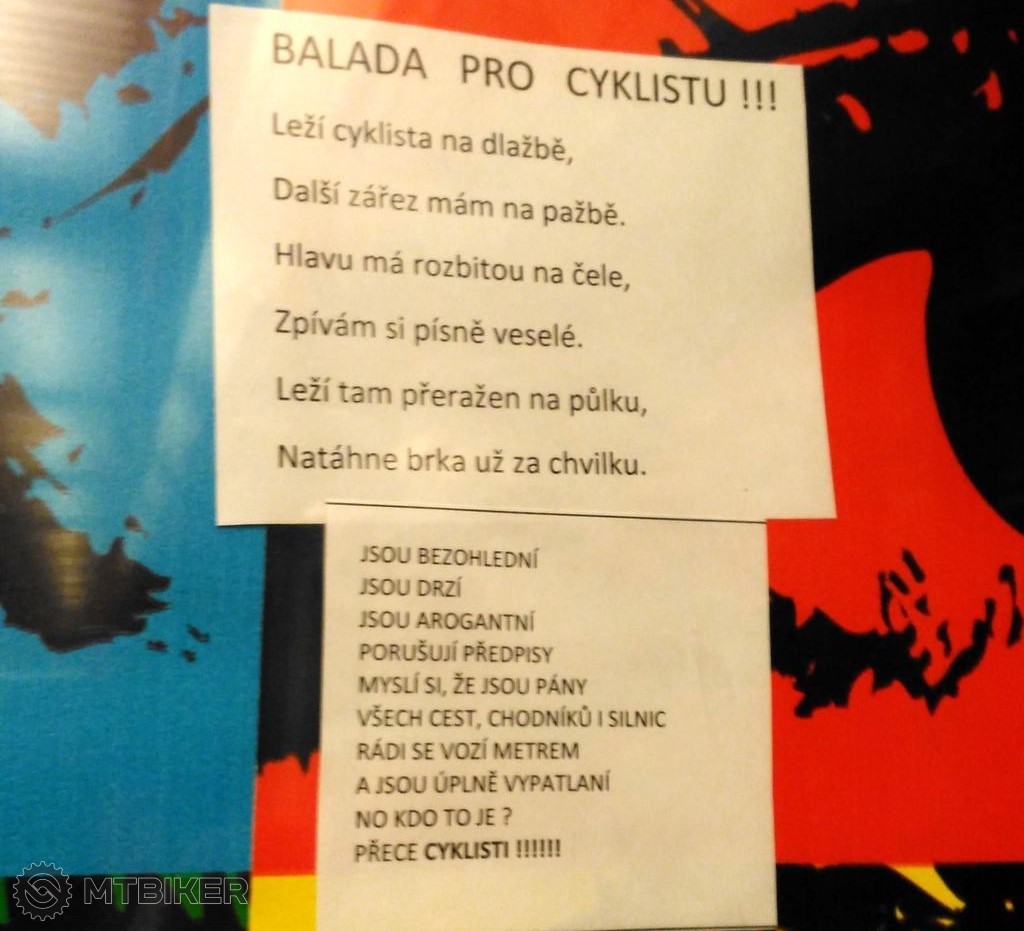 BALADA PRO CYKLISTU !!!
Leží cyklista na dlažbě,
Další zářez mám na pažbě.
Hlavu má rozbitou na čele,
Zpívám si písně veselé.
Leží tam přeražen na půlku,
Natáhne brka už za chvilku.
JSOU BEZOHLEDNÍ
JSOU DRZÍ
JSOU AROGANTNÍ
PORUŠUJÍ PŘEDPISY
MYSLÍ SI, ŽE JSOU PÁNY
VŠECH CEST, CHODNÍKŮ I SILNIC
RÁDI SE VOZÍ METREM
A JSOU ÚPLNĚ VYPATLANÍ
NO KDO TO JE ?
PŘECE CYKLISTI !!!!!!
MTBIKER